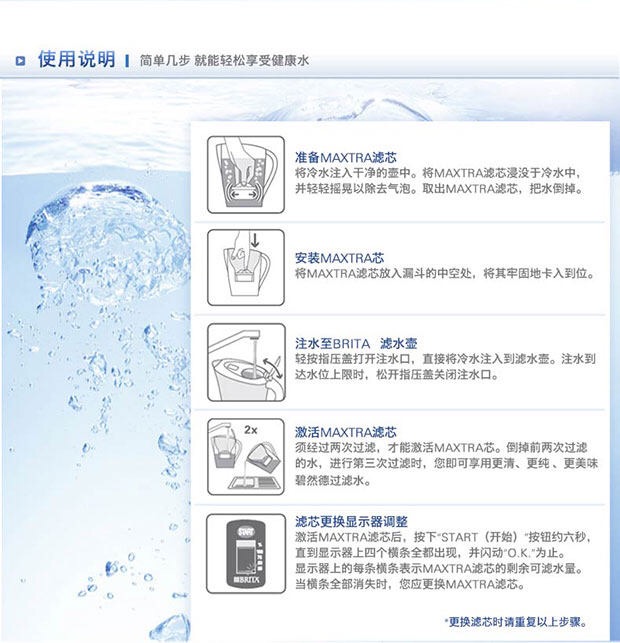 使用说明 | 简单几步 就能轻松享受健康水
准备MAXTRA滤芯
将冷水注入干净的壶中。将MAXTRA滤芯浸没于冷水中，
并轻轻摇晃以除去气泡。取出MAXTRA滤芯，把水倒掉。
安装MAXTRA芯
将MAXTRA滤芯放入漏斗的中空处，将其牢固地卡入到位。
注水至BRITA 滤水壶
轻按指压盖打开注水口，直接将冷水注入到滤水壶。注水到
达水位上限时，松开指压盖关闭注水口。
2x
激活MAXTRA滤芯
须经过两次过滤，才能激活MAXTRA芯。倒掉前两次过滤
的水，进行第三次过滤时，您即可享用更清、更纯、更美味
碧然德过滤水。
START
BRITA
滤芯更换显示器调整
激活MAXTRA滤芯后，按下“START（开始）”按钮约六秒，
直到显示器上四个横条全都出现，并闪动“O.K.”为止。
显示器上的每条横条表示MAXTRA滤芯的剩余可滤水量。
当横条全部消失时，您应更换MAXTRA滤芯。
*更换滤芯时请重复以上步骤。